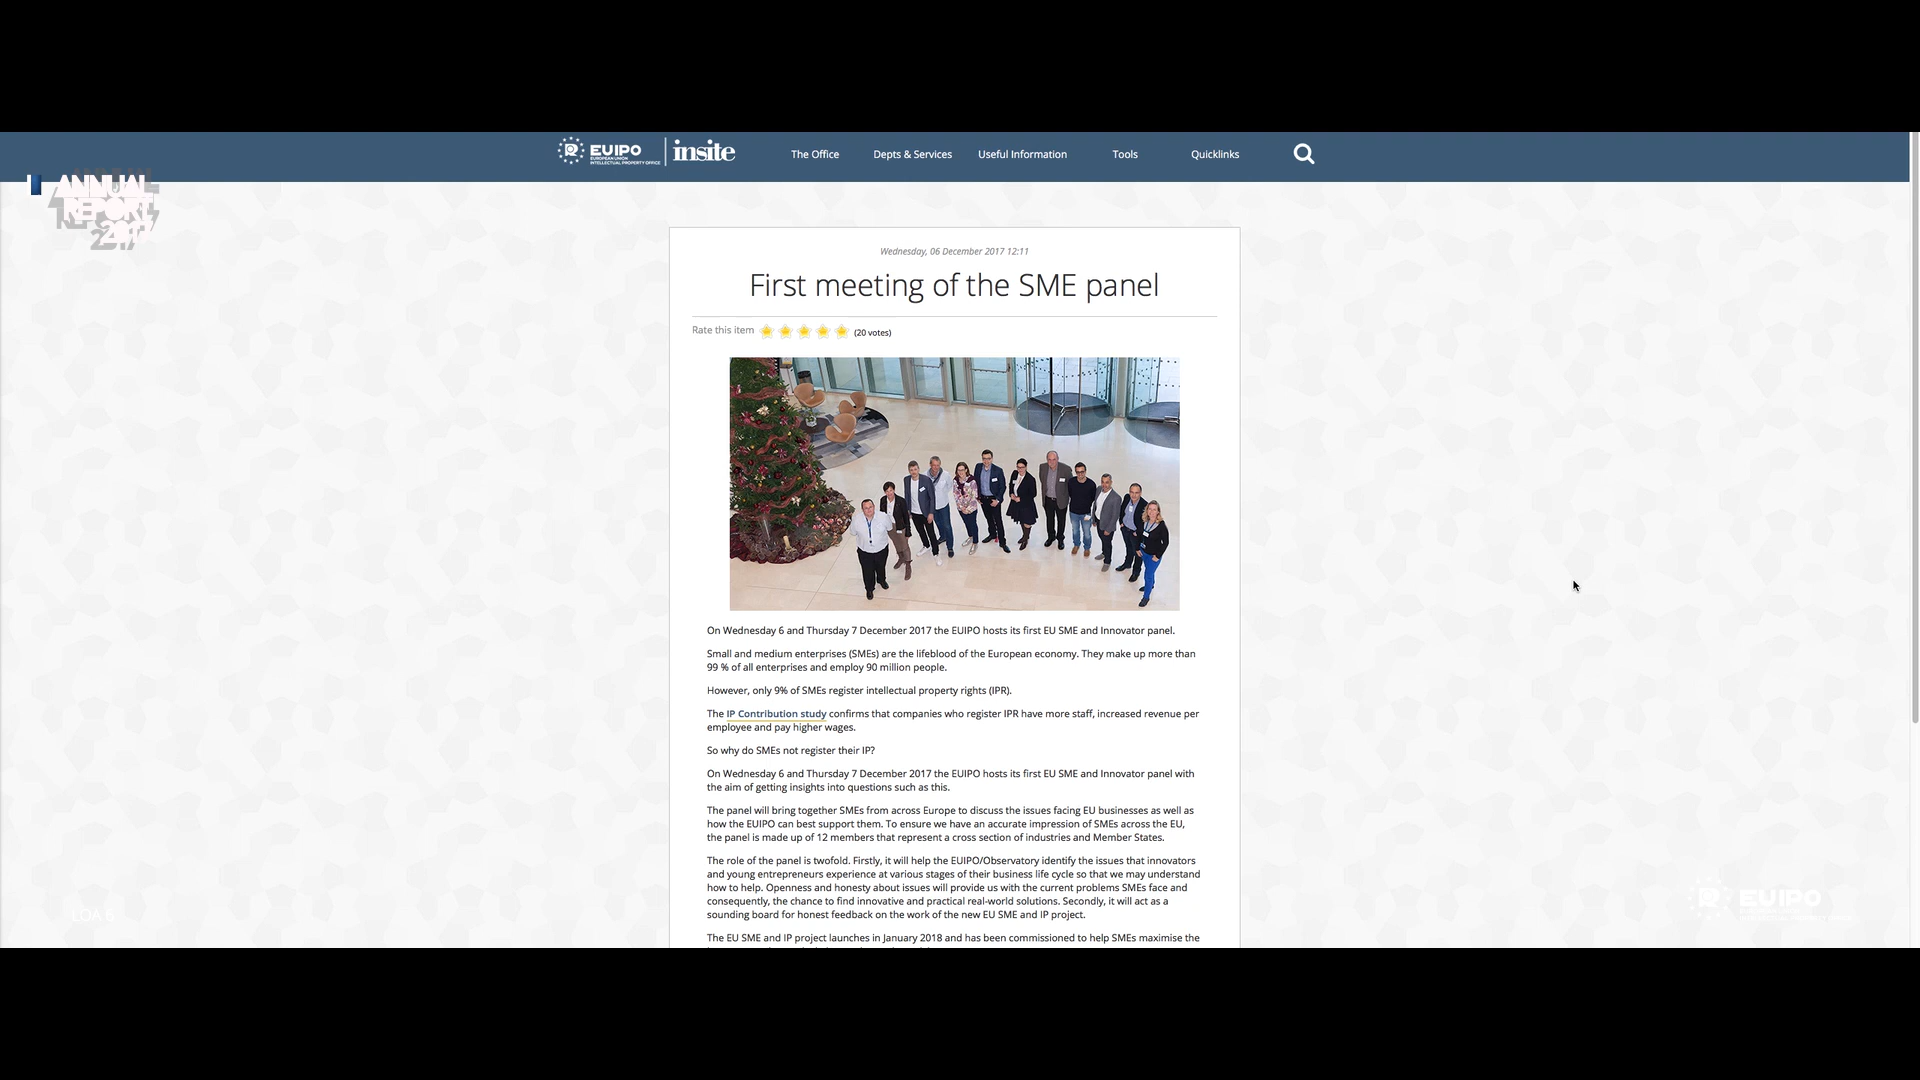 EUIPO
EUROPEAN UNION
INTELLECTUAL PROPERTY OFFICE
insite
The Office
Depts & Services
Useful Information
Tools
Quicklinks
ANNUAL
REPORT
2017
Wednesday, 06 December 2017 12:11
First meeting of the SME panel
Rate this item
(20 votes)
On Wednesday 6 and Thursday 7 December 2017 the EUIPO hosts its first EU SME and Innovator panel.
Small and medium enterprises (SMEs) are the lifeblood of the European economy. They make up more than
99 % of all enterprises and employ 90 million people.
However, only 9% of SMEs register intellectual property rights (IPR).
The IP Contribution study confirms that companies who register IPR have more staff, increased revenue per
employee and pay higher wages.
So why do SMEs not register their IP?
On Wednesday 6 and Thursday 7 December 2017 the EUIPO hosts its first EU SME and Innovator panel with
the aim of getting insights into questions such as this.
The panel will bring together SMEs from across Europe to discuss the issues facing EU businesses as well as
how the EUIPO can best support them. To ensure we have an accurate impression of SMEs across the EU,
the panel is made up of 12 members that represent a cross section of industries and Member States.
The role of the panel is twofold. Firstly, it will help the EUIPO/Observatory identify the issues that innovators
and young entrepreneurs experience at various stages of their business life cycle so that we may understand
how to help. Openness and honesty about issues will provide us with the current problems SMEs face and
consequently, the chance to find innovative and practical real-world solutions. Secondly, it will act as a
sounding board for honest feedback on the work of the new EU SME and IP project.
The EU SME and IP project launches in January 2018 and has been commissioned to help SMEs maximise the
LOA 6
EUIPO